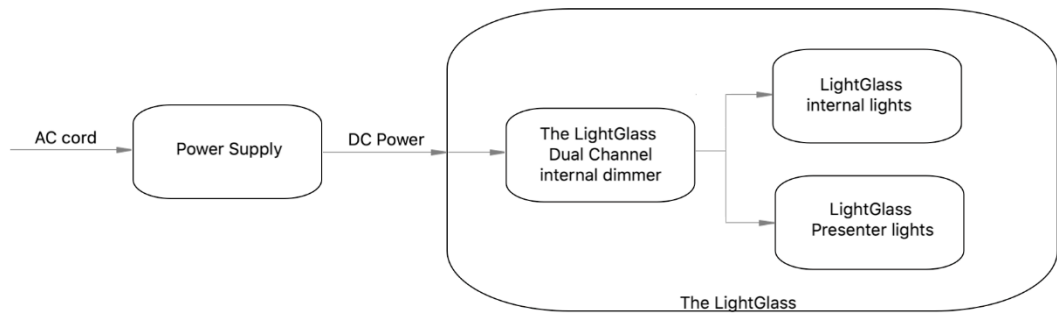 AC cord
Power Supply
DC Power
The LightGlass
Dual Channel
internal dimmer
LightGlass
internal lights
LightGlass
Presenter lights
The LightGlass